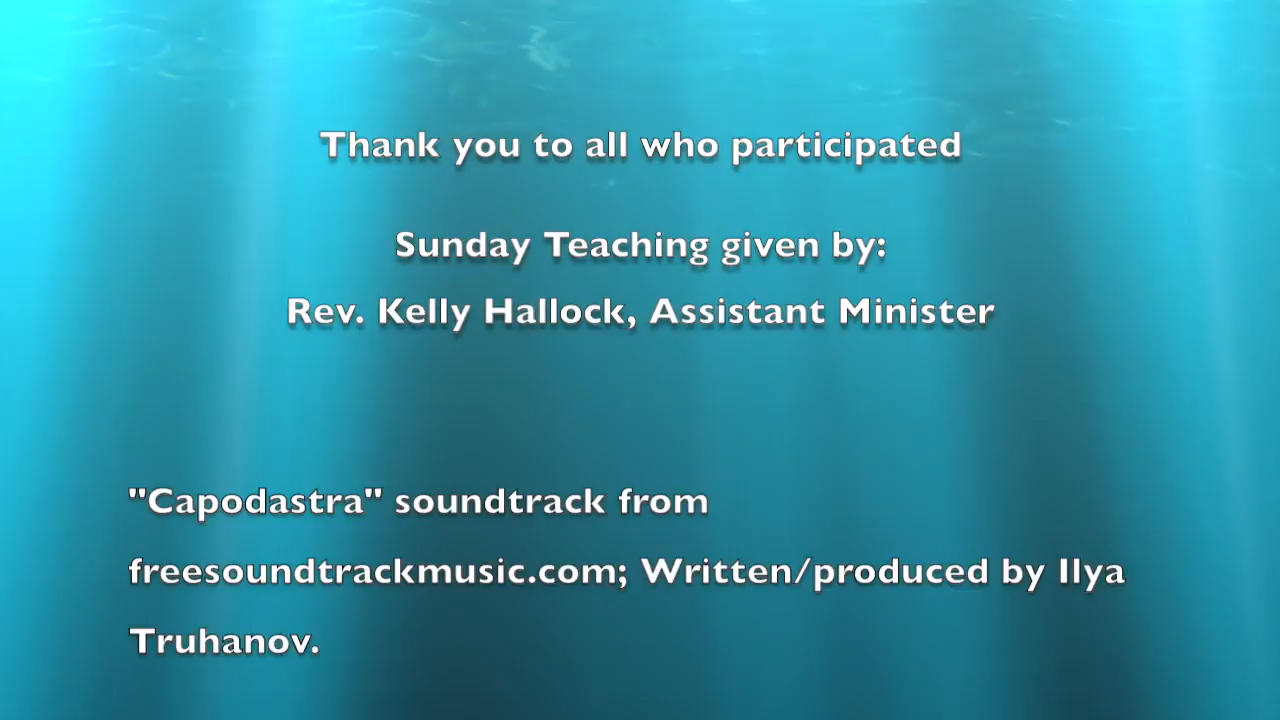 Thank you to all who participated
Sunday Teaching given by:
Rev. Kelly Hallock, Assistant Minister
"Capodastra" soundtrack from
freesoundtrackmusic.com; Written/produced by Ilya
Truhanov.